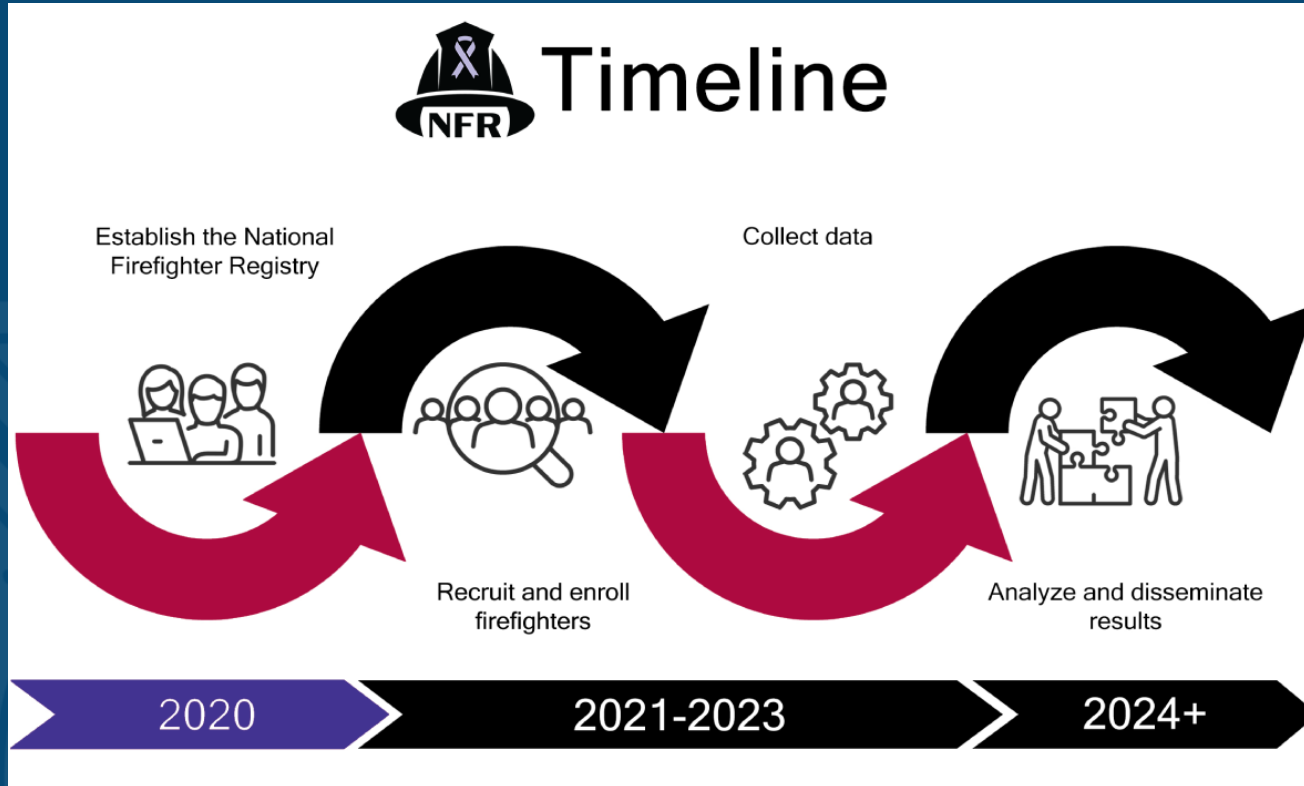 NFR
Timeline
Establish the National
Firefighter Registry
Collect data
Recruit and enroll
firefighters
Analyze and disseminate
results
2020
2021-2023
2024+